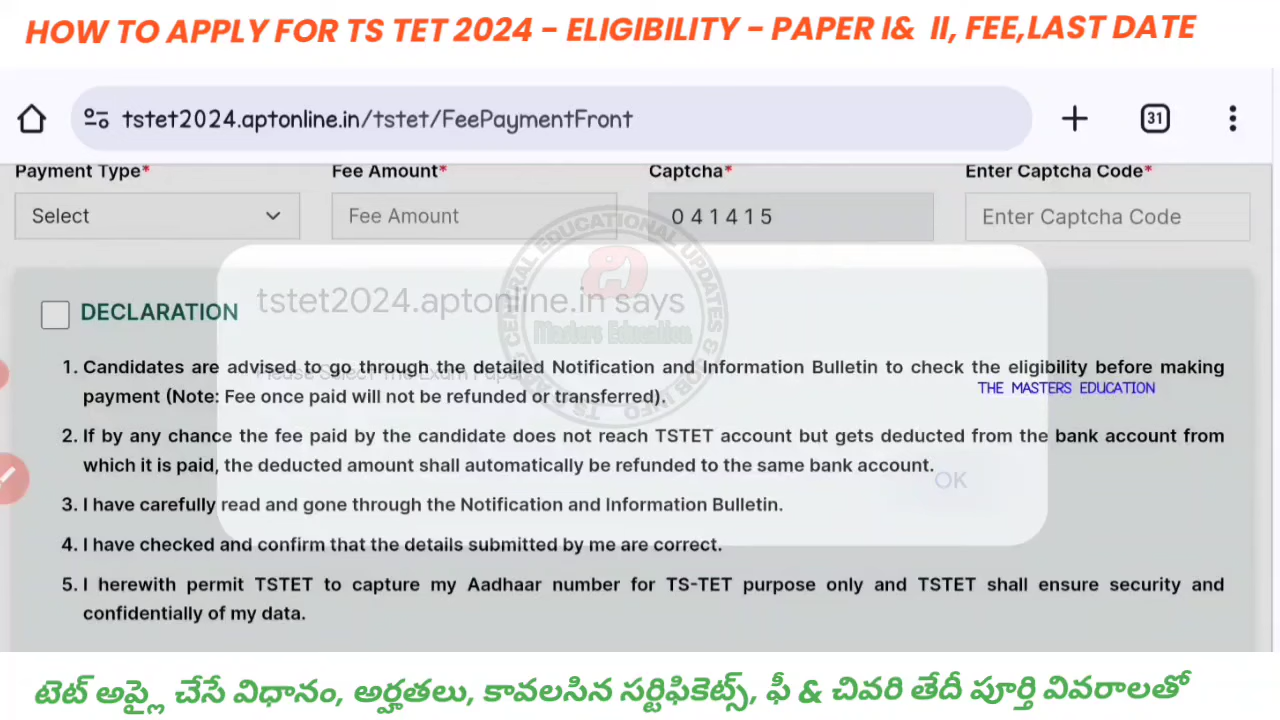 HOW TO APPLY FOR TS TET 2024 - ELIGIBILITY - PAPER I& II, FEE,LAST DATE
tstet2024.aptonline.in/tstet/FeePaymentFront
31
Payment Type* Fee Amount* Captcha* Enter Captcha Code*
Select Fee Amount 041415 Enter Captcha Code
tstet2024.aptonline.in says
DECLARATION
Masters Education
1. Candidates are advised to go through the detailed Notification and Information Bulletin to check the eligibility before making
Please Select The Exam Paper
THE MASTERS EDUCATION
payment (Note: Fee once paid will not be refunded or transferred).
2. If by any chance the fee paid by the candidate does not reach TSTET account but gets deducted from the bank account from
which it is paid, the deducted amount shall automatically be refunded to the same bank account.
OK
3. I have carefully read and gone through the Notification and Information Bulletin.
4. I have checked and confirm that the details submitted by me are correct.
5. I herewith permit TSTET to capture my Aadhaar number for TS-TET purpose only and TSTET shall ensure security and
confidentially of my data.
టెట్ అప్లై చేసే విధానం, అర్హతలు, కావలసిన సర్టిఫికెట్స్, ఫీ & చివరి తేదీ పూర్తి వివరాలతో